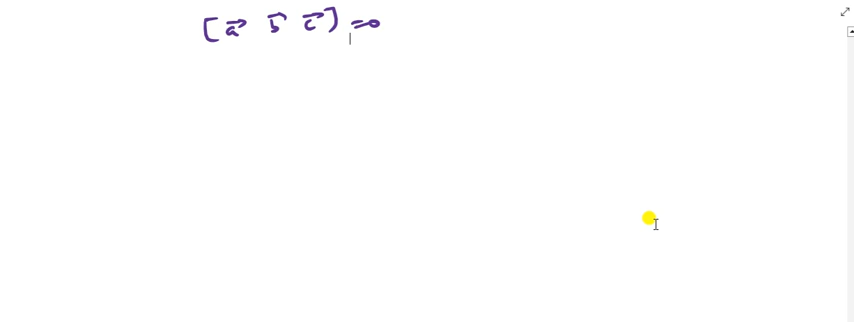 [a⃗ b⃗ c⃗] = 0